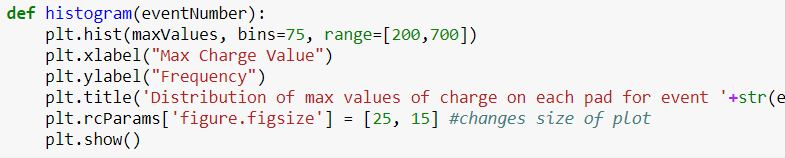 def histogram(eventNumber):
    plt.hist(maxValues, bins=75, range=[200,700])
    plt.xlabel("Max Charge Value")
    plt.ylabel("Frequency")
    plt.title('Distribution of max values of charge on each pad for event '+str(e
    plt.rcParams['figure.figsize'] = [25, 15] #changes size of plot
    plt.show()